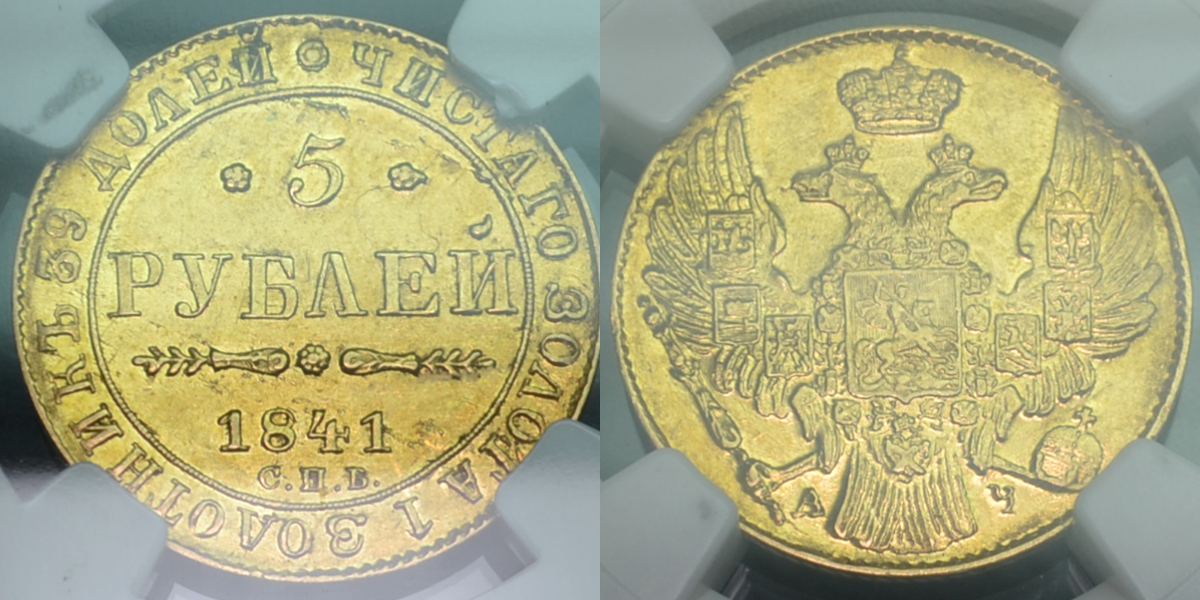 ЧИСТАГО ЗОЛОТА 1 ЗОЛОТНИКЪ 39 ДОЛЕЙ
5
РУБЛЕЙ
1841
С.П.Б.
А Ч